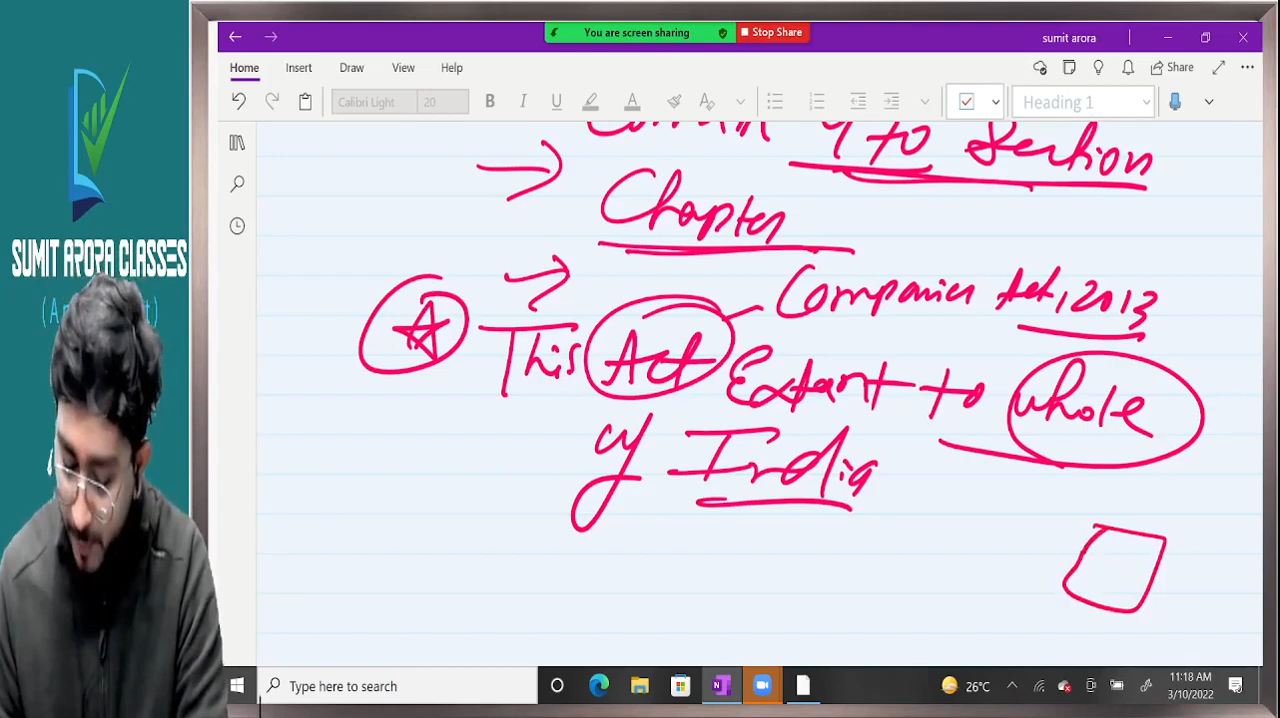 You are screen sharing
Stop Share
sumit arora
Home Insert Draw View Help
Share
Calibri Light 20
B I U A
Heading 1
470 Section
Chapter
Companies Act, 2013
This Act Extant to whole
of India
SUMIT ARORA CLASSES
Type here to search
26°C
11:18 AM
3/10/2022